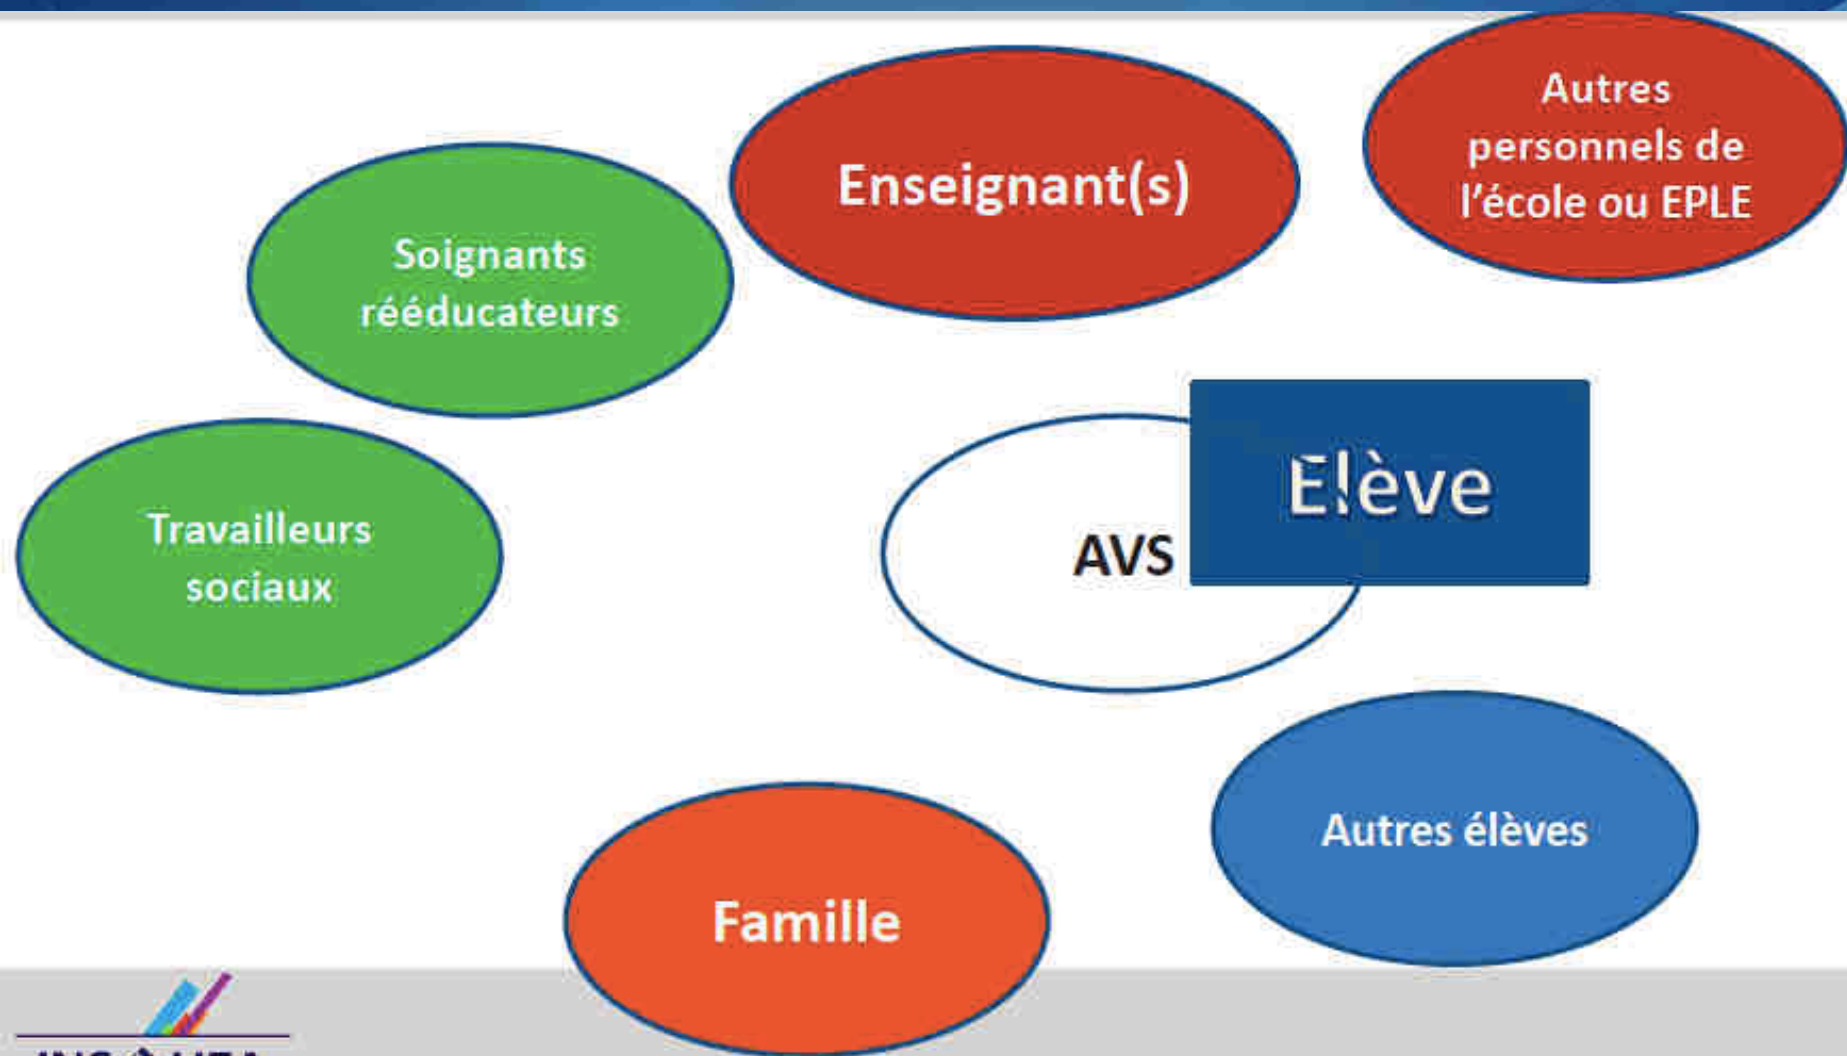 Autres
personnels de
l'école ou EPLE
Enseignant(s)
Soignants
rééducateurs
Elève
Travailleurs
sociaux
AVS
Autres élèves
Famille